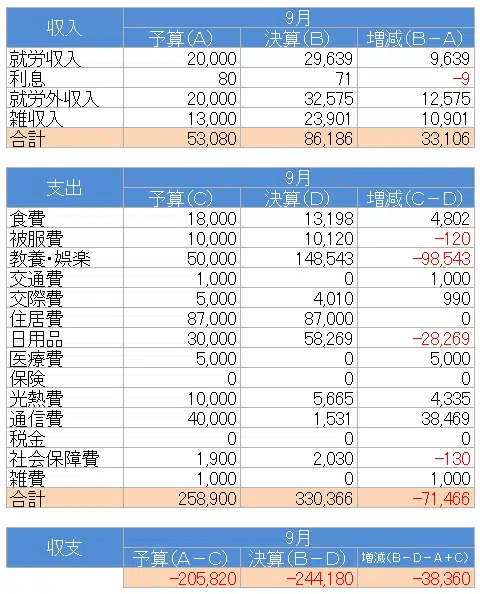 収入 9月
予算(A) 決算(B) 増減(B-A)
就労収入 20,000 29,639 9,639
利息 80 71 -9
就労外収入 20,000 32,575 12,575
雑収入 13,000 23,901 10,901
合計 53,080 86,186 33,106
支出 9月
予算(C) 決算(D) 増減(C-D)
食費 18,000 13,198 4,802
被服費 10,000 10,120 -120
教養・娯楽 50,000 148,543 -98,543
交通費 1,000 0 1,000
交際費 5,000 4,010 990
住居費 87,000 87,000 0
日用品 30,000 58,269 -28,269
医療費 5,000 0 5,000
保険 0 0 0
光熱費 10,000 5,665 4,335
通信費 40,000 1,531 38,469
税金 0 0 0
社会保障費 1,900 2,030 -130
雑費 1,000 0 1,000
合計 258,900 330,366 -71,466
収支 9月
予算(A-C) 決算(B-D) 増減(B-D-A+C)
-205,820 -244,180 -38,360